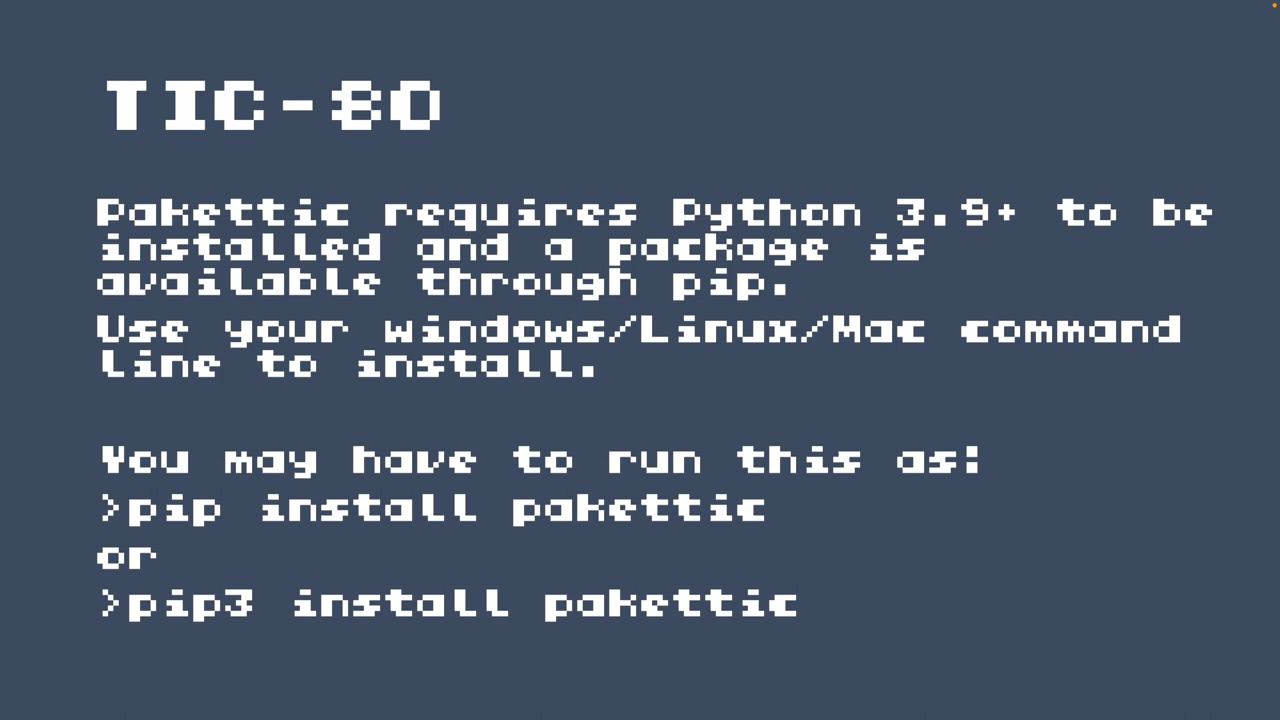 TIC-80
Pakettic requires Python 3.9+ to be
installed and a package is
available through pip.
Use your windows/Linux/Mac command
line to install.
You may have to run this as:
>pip install pakettic
or
>pip3 install pakettic